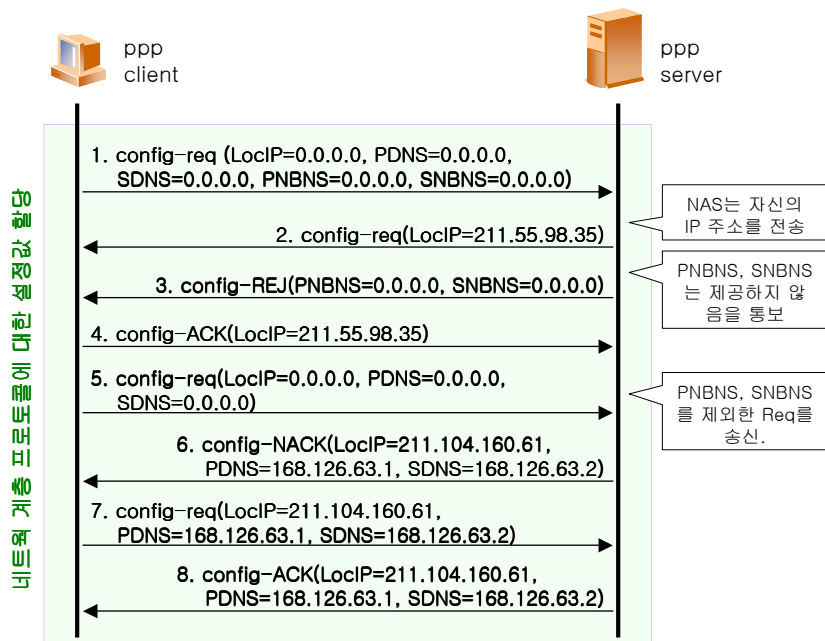 ppp
client
ppp
server
네트웍 계층 프로토콜에 대한 설정값 할당
1. config-req (LocIP=0.0.0.0, PDNS=0.0.0.0,
SDNS=0.0.0.0, PNBNS=0.0.0.0, SNBNS=0.0.0.0)
NAS는 자신의
IP 주소를 전송
2. config-req(LocIP=211.55.98.35)
3. config-REJ(PNBNS=0.0.0.0, SNBNS=0.0.0.0)
PNBNS, SNBNS
는 제공하지 않
음을 통보
4. config-ACK(LocIP=211.55.98.35)
5. config-req(LocIP=0.0.0.0, PDNS=0.0.0.0,
SDNS=0.0.0.0)
PNBNS, SNBNS
를 제외한 Req를
송신.
6. config-NACK(LocIP=211.104.160.61,
PDNS=168.126.63.1, SDNS=168.126.63.2)
7. config-req(LocIP=211.104.160.61,
PDNS=168.126.63.1, SDNS=168.126.63.2)
8. config-ACK(LocIP=211.104.160.61,
PDNS=168.126.63.1, SDNS=168.126.63.2)